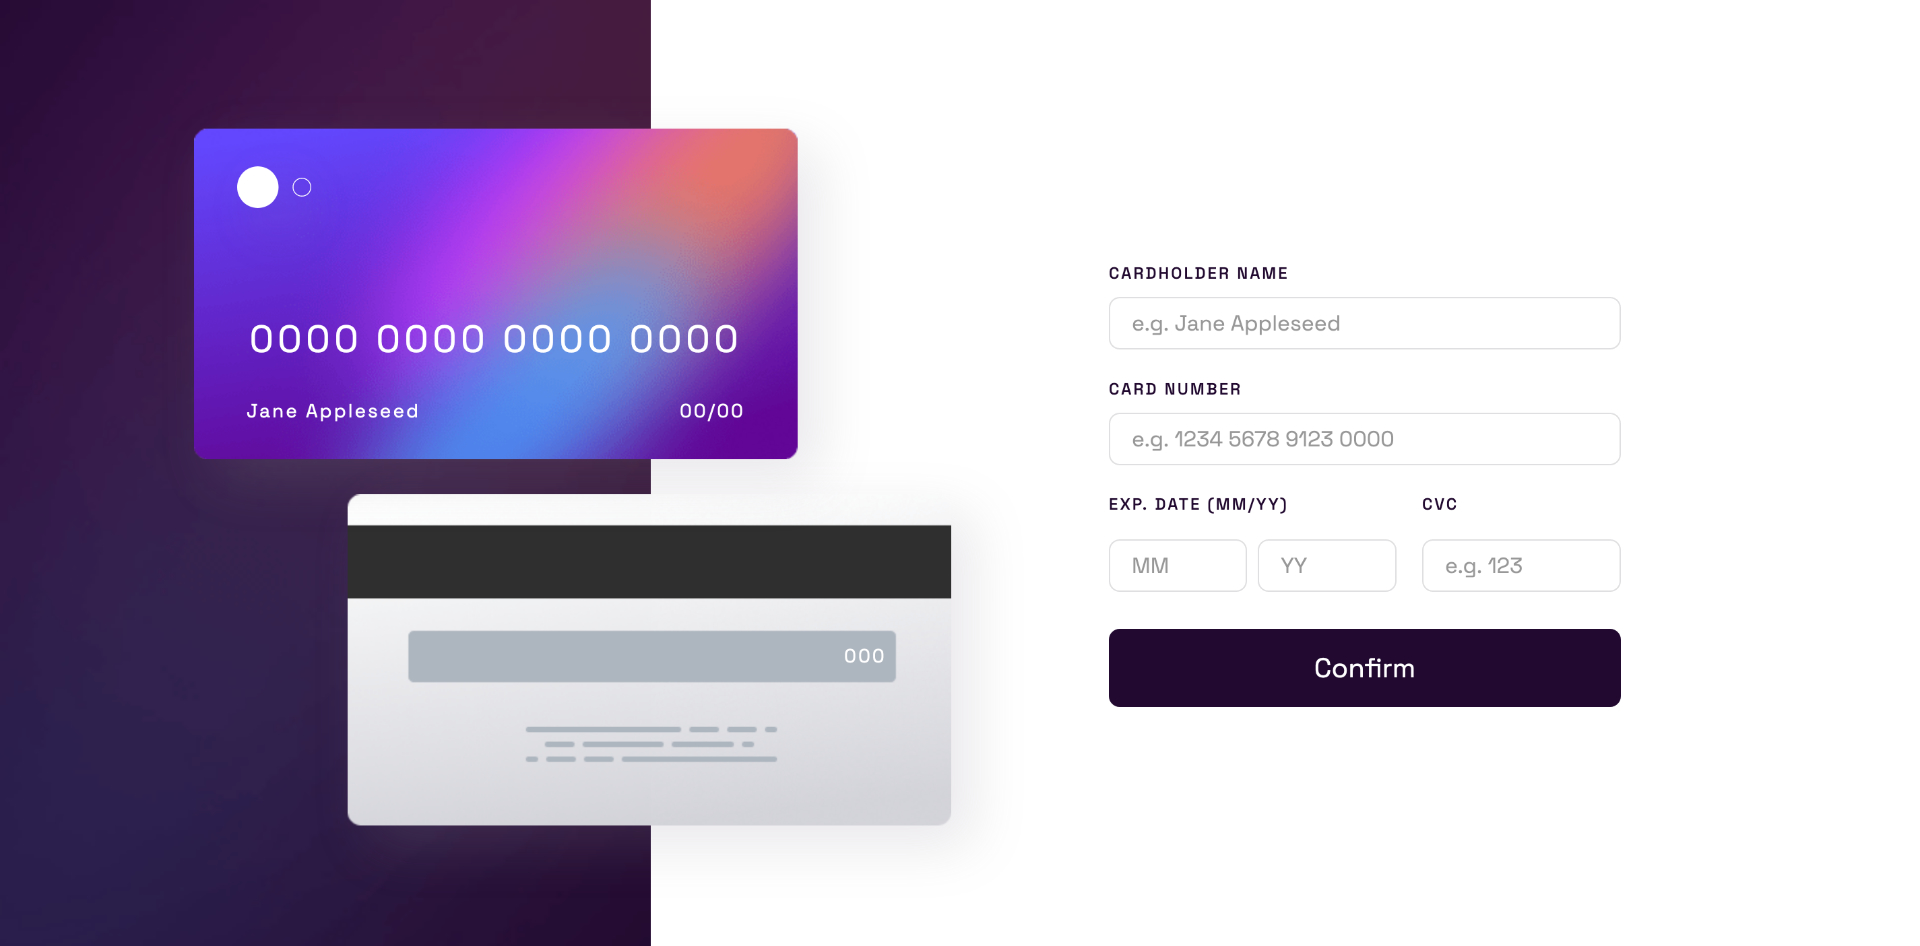 0000 0000 0000 0000
Jane Appleseed 00/00
000
CARDHOLDER NAME
e.g. Jane Appleseed
CARD NUMBER
e.g. 1234 5678 9123 0000
EXP. DATE (MM/YY) CVC
MM YY e.g. 123
Confirm